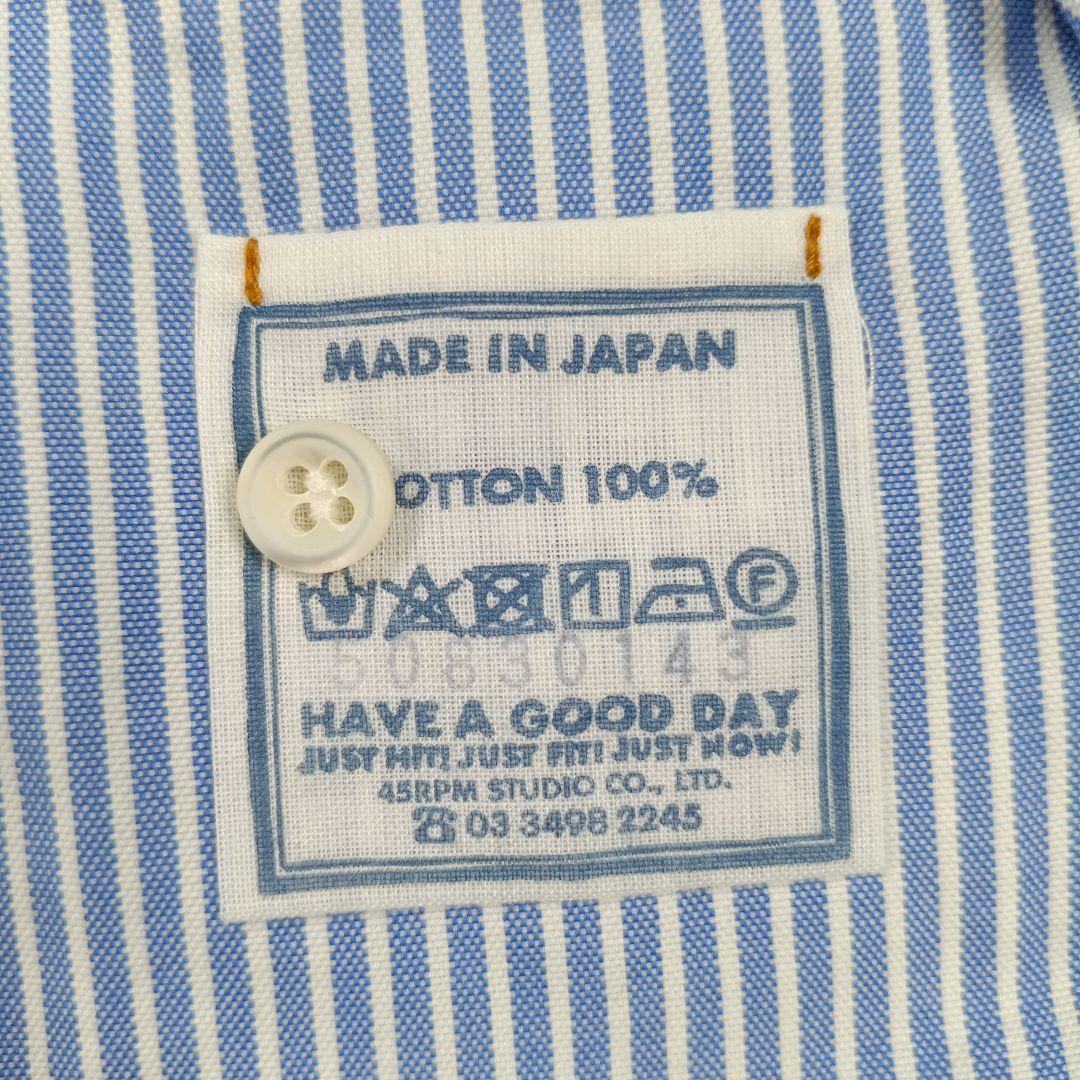 MADE IN JAPAN
OTTON 100%
F
50830143
HAVE A GOOD DAY
JUST HIT! JUST FIT! JUST NOW!
45RPM STUDIO CO., LTD.
☎ 03 3498 2245